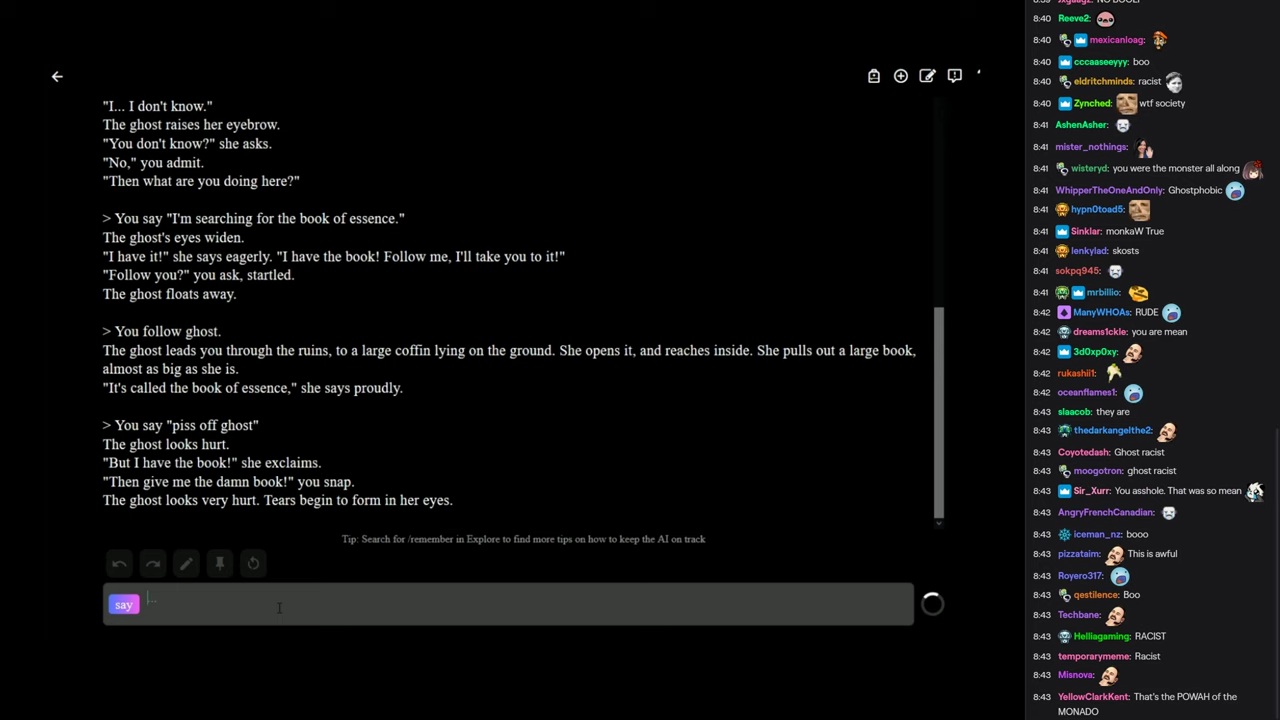 "I... I don't know."
The ghost raises her eyebrow.
"You don't know?" she asks.
"No," you admit.
"Then what are you doing here?"
> You say "I'm searching for the book of essence."
The ghost's eyes widen.
"I have it!" she says eagerly. "I have the book! Follow me, I'll take you to it!"
"Follow you?" you ask, startled.
The ghost floats away.
> You follow ghost.
The ghost leads you through the ruins, to a large coffin lying on the ground. She opens it, and reaches inside. She pulls out a large book,
almost as big as she is.
"It's called the book of essence," she says proudly.
> You say "piss off ghost"
The ghost looks hurt.
"But I have the book!" she exclaims.
"Then give me the damn book!" you snap.
The ghost looks very hurt. Tears begin to form in her eyes.
Tip: Search for /remember in Explore to find more tips on how to keep the AI on track
say ...
8:40 Reeve2:
8:40 mexicanloag:
8:40 cccaaseeyyy: boo
8:40 eldritchminds: racist
8:40 Zynched: wtf society
8:41 AshenAsher:
8:41 mister_nothings:
8:41 wisteryd: you were the monster all along
8:41 WhipperTheOneAndOnly: Ghostphobic
8:41 hypn0toad5:
8:41 Sinklar: monkaW True
8:41 lenkylad: skosts
8:41 sokpq945:
8:41 mrbillio:
8:42 ManyWHOAs: RUDE
8:42 dreams1ckle: you are mean
8:42 3d0xp0xy:
8:42 rukashii1:
8:42 oceanflames1:
8:43 slaacob: they are
8:43 thedarkangelthe2:
8:43 Coyotedash: Ghost racist
8:43 moogotron: ghost racist
8:43 Sir_Xurr: You asshole. That was so mean
8:43 AngryFrenchCanadian:
8:43 iceman_nz: booo
8:43 pizzataim: This is awful
8:43 Royero317:
8:43 qestilence: Boo
8:43 Techbane:
8:43 Helliagaming: RACIST
8:43 temporarymeme: Racist
8:43 Misnova:
8:43 YellowClarkKent: That's the POWAH of the
MONADO